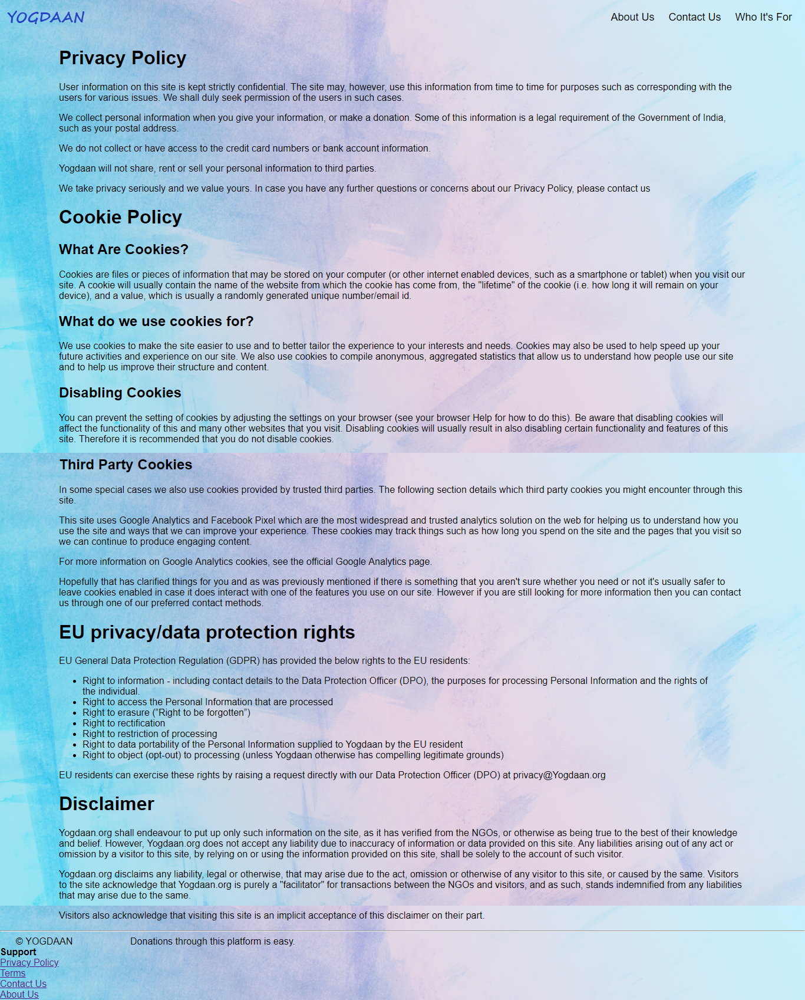 YOGDAAN
About Us Contact Us Who It's For
Privacy Policy
User information on this site is kept strictly confidential. The site may, however, use this information from time to time for purposes such as corresponding with the
users for various issues. We shall duly seek permission of the users in such cases.
We collect personal information when you give your information, or make a donation. Some of this information is a legal requirement of the Government of India,
such as your postal address.
We do not collect or have access to the credit card numbers or bank account information.
Yogdaan will not share, rent or sell your personal information to third parties.
We take privacy seriously and we value yours. In case you have any further questions or concerns about our Privacy Policy, please contact us
Cookie Policy
What Are Cookies?
Cookies are files or pieces of information that may be stored on your computer (or other internet enabled devices, such as a smartphone or tablet) when you visit our
site. A cookie will usually contain the name of the website from which the cookie has come from, the "lifetime" of the cookie (i.e. how long it will remain on your
device), and a value, which is usually a randomly generated unique number/email id.
What do we use cookies for?
We use cookies to make the site easier to use and to better tailor the experience to your interests and needs. Cookies may also be used to help speed up your
future activities and experience on our site. We also use cookies to compile anonymous, aggregated statistics that allow us to understand how people use our site
and to help us improve their structure and content.
Disabling Cookies
You can prevent the setting of cookies by adjusting the settings on your browser (see your browser Help for how to do this). Be aware that disabling cookies will
affect the functionality of this and many other websites that you visit. Disabling cookies will usually result in also disabling certain functionality and features of this
site. Therefore it is recommended that you do not disable cookies.
Third Party Cookies
In some special cases we also use cookies provided by trusted third parties. The following section details which third party cookies you might encounter through this
site.
This site uses Google Analytics and Facebook Pixel which are the most widespread and trusted analytics solution on the web for helping us to understand how you
use the site and ways that we can improve your experience. These cookies may track things such as how long you spend on the site and the pages that you visit so
we can continue to produce engaging content.
For more information on Google Analytics cookies, see the official Google Analytics page.
Hopefully that has clarified things for you and as was previously mentioned if there is something that you aren't sure whether you need or not it's usually safer to
leave cookies enabled in case it does interact with one of the features you use on our site. However if you are still looking for more information then you can contact
us through one of our preferred contact methods.
EU privacy/data protection rights
EU General Data Protection Regulation (GDPR) has provided the below rights to the EU residents:
• Right to information - including contact details to the Data Protection Officer (DPO), the purposes for processing Personal Information and the rights of
the individual.
• Right to access the Personal Information that are processed
• Right to erasure (”Right to be forgotten”)
• Right to rectification
• Right to restriction of processing
• Right to data portability of the Personal Information supplied to Yogdaan by the EU resident
• Right to object (opt-out) to processing (unless Yogdaan otherwise has compelling legitimate grounds)
EU residents can exercise these rights by raising a request directly with our Data Protection Officer (DPO) at privacy@Yogdaan.org
Disclaimer
Yogdaan.org shall endeavour to put up only such information on the site, as it has verified from the NGOs, or otherwise as being true to the best of their knowledge
and belief. However, Yogdaan.org does not accept any liability due to inaccuracy of information or data provided on this site. Any liabilities arising out of any act or
omission by a visitor to this site, by relying on or using the information provided on this site, shall be solely to the account of such visitor.
Yogdaan.org disclaims any liability, legal or otherwise, that may arise due to the act, omission or otherwise of any visitor to this site, or caused by the same. Visitors
to the site acknowledge that Yogdaan.org is purely a "facilitator" for transactions between the NGOs and visitors, and as such, stands indemnified from any liabilities
that may arise due to the same.
Visitors also acknowledge that visiting this site is an implicit acceptance of this disclaimer on their part.
© YOGDAAN Donations through this platform is easy.
Support
Privacy Policy
Terms
Contact Us
About Us